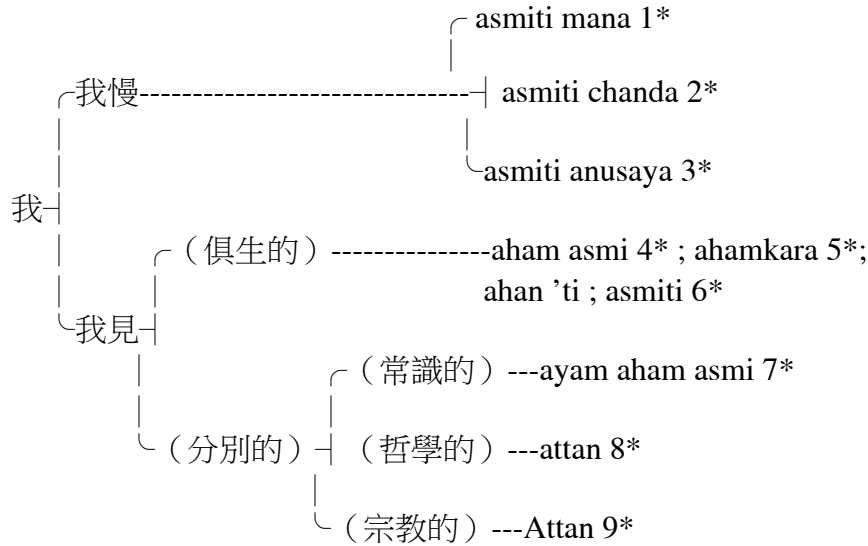 asmiti mana 1*
我慢------------------------------ asmiti chanda 2*
asmiti anusaya 3*
我
（俱生的）---------------aham asmi 4* ; ahamkara 5*;
ahan ’ti ; asmiti 6*
我見
（常識的）---ayam aham asmi 7*
（分別的） （哲學的）---attan 8*
（宗教的）---Attan 9*